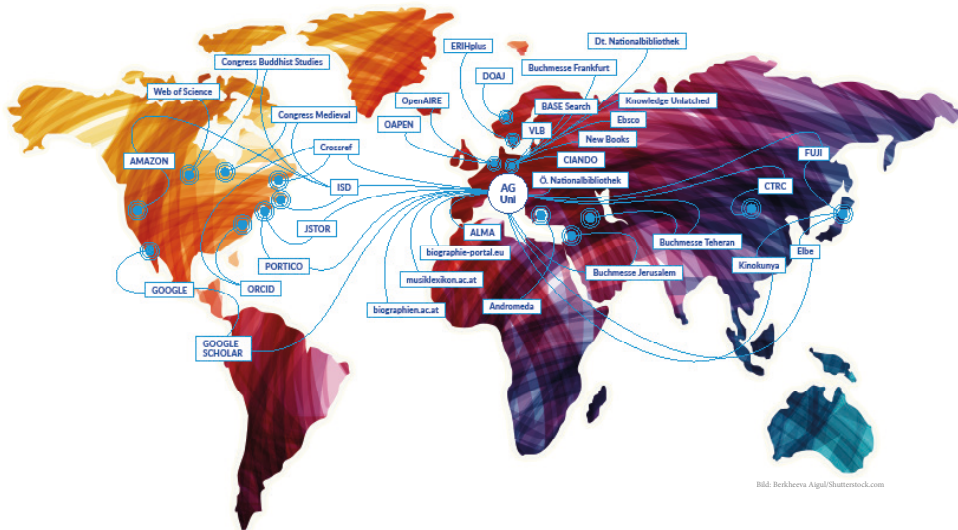 Dt. Nationalbibliothek
ERIHplus
Congress Buddhist Studies
Buchmesse Frankfurt
DOAJ
Web of Science
OpenAIRE
BASE Search
Knowledge Unlatched
Congress Medieval
OAPEN
VLB
Ebsco
New Books
Crossref
FUJI
AMAZON
CIANDO
Ö. Nationalbibliothek
CTRC
ISD
AG
Uni
JSTOR
ALMA
Buchmesse Teheran
biographie-portal.eu
Elbe
PORTICO
Kinokunya
Buchmesse Jerusalem
musiklexikon.ac.at
GOOGLE
ORCID
Andromeda
biographien.ac.at
GOOGLE
SCHOLAR
Bild: Berkheeva Aigul/Shutterstock.com